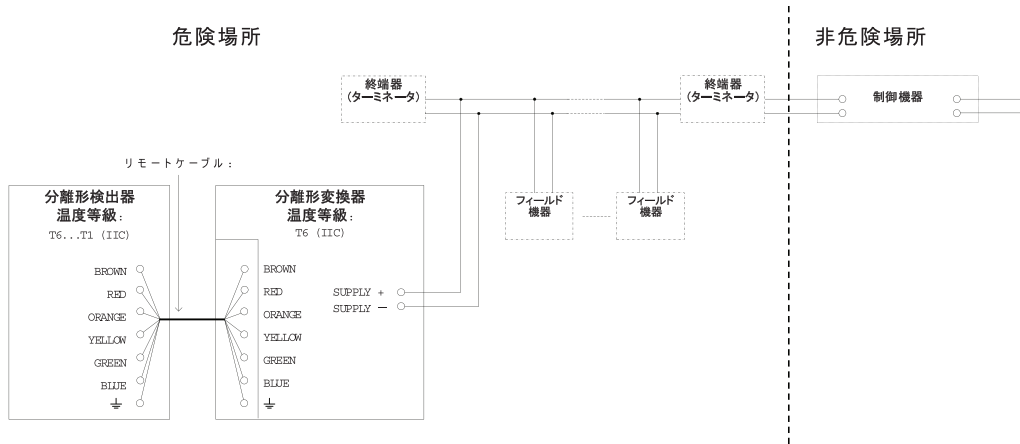 危険場所
非危険場所
終端器
(ターミネータ)
終端器
(ターミネータ)
制御機器
リモートケーブル:
分離形検出器
温度等級:
T6...T1 (IIC)
分離形変換器
温度等級:
T6 (IIC)
フィールド
機器
フィールド
機器
BROWN
RED
ORANGE
YELLOW
GREEN
BLUE
BROWN
RED
ORANGE
YELLOW
GREEN
BLUE
SUPPLY +
SUPPLY −